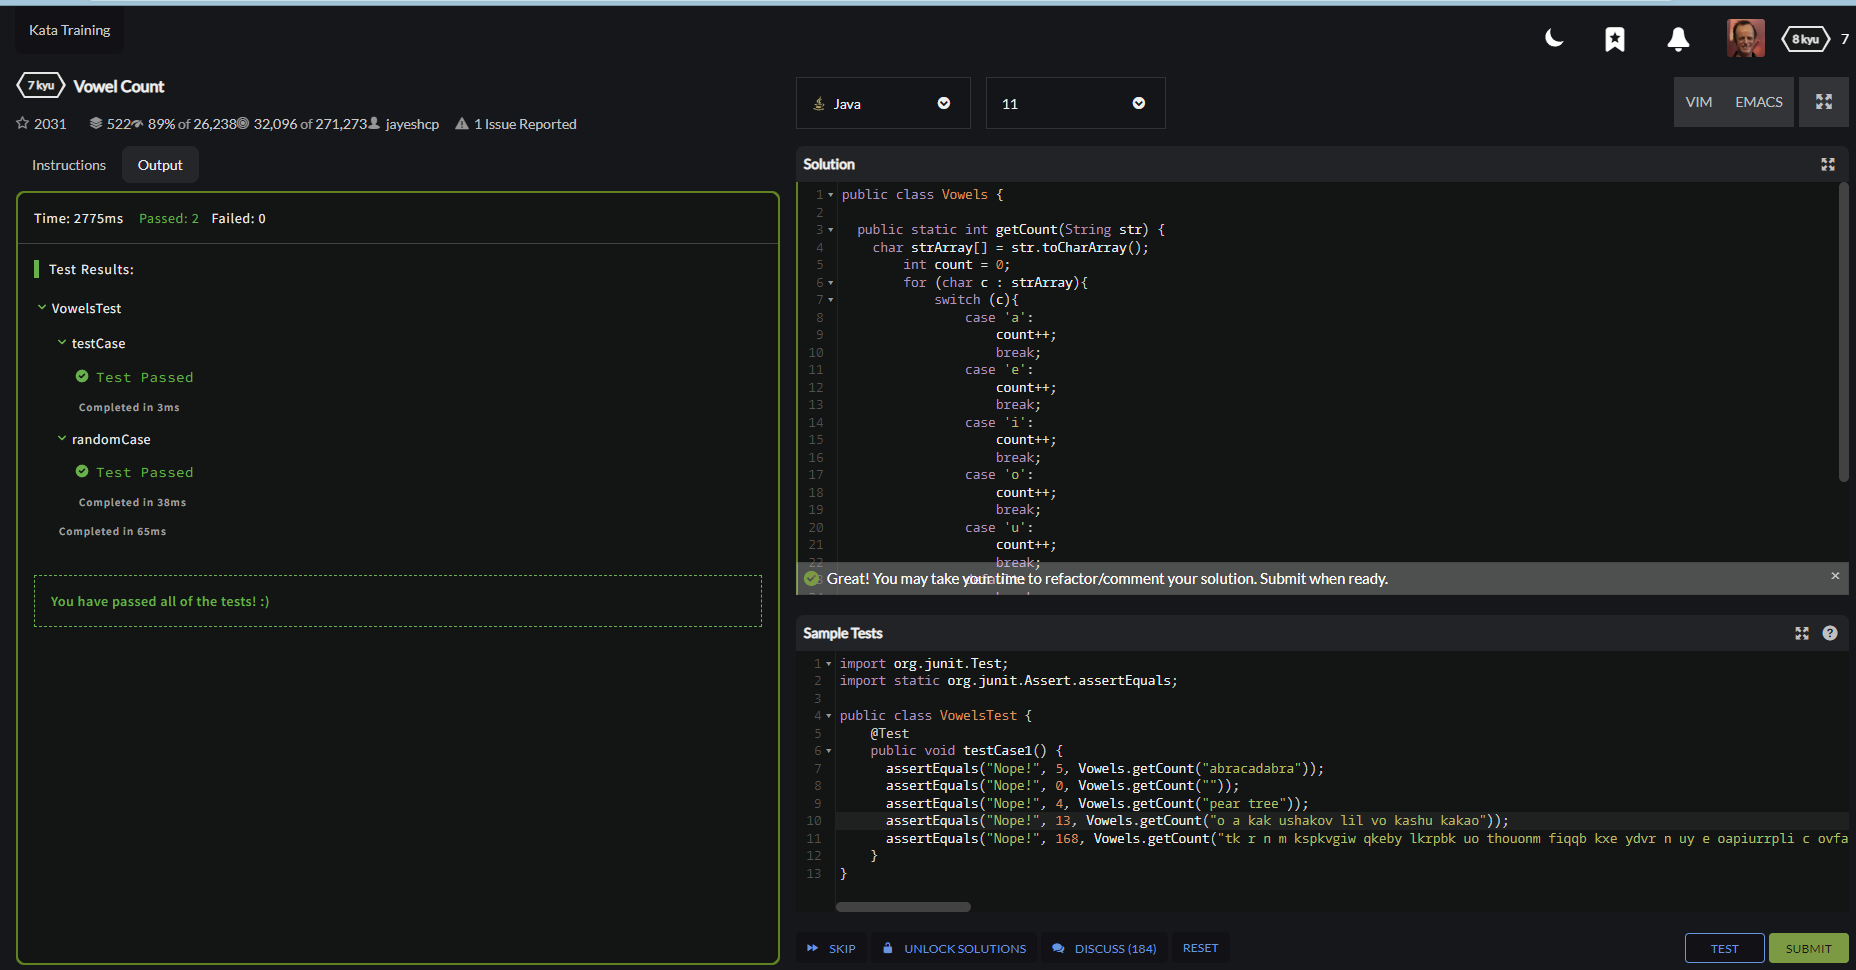 Kata Training
8 kyu 7
7 kyu Vowel Count
2031 522 89% of 26,238 32,096 of 271,273 jayeshcp 1 Issue Reported
Instructions Output
Time: 2775ms Passed: 2 Failed: 0
Test Results:
VowelsTest
testCase
Test Passed
Completed in 3ms
randomCase
Test Passed
Completed in 38ms
Completed in 65ms
You have passed all of the tests! :)
Java 11 VIM EMACS
Solution
1 public class Vowels {
2
3 public static int getCount(String str) {
4 char strArray[] = str.toCharArray();
5 int count = 0;
6 for (char c : strArray){
7 switch (c){
8 case 'a':
9 count++;
10 break;
11 case 'e':
12 count++;
13 break;
14 case 'i':
15 count++;
16 break;
17 case 'o':
18 count++;
19 break;
20 case 'u':
21 count++;
22 break;
Great! You may take your time to refactor/comment your solution. Submit when ready.
Sample Tests
1 import org.junit.Test;
2 import static org.junit.Assert.assertEquals;
3
4 public class VowelsTest {
5 @Test
6 public void testCase1() {
7 assertEquals("Nope!", 5, Vowels.getCount("abracadabra"));
8 assertEquals("Nope!", 0, Vowels.getCount(""));
9 assertEquals("Nope!", 4, Vowels.getCount("pear tree"));
10 assertEquals("Nope!", 13, Vowels.getCount("o a kak ushakov lil vo kashu kakao"));
11 assertEquals("Nope!", 168, Vowels.getCount("tk r n m kspkvgiw qkeby lkrpbk uo thouonm fiqqb kxe ydvr n uy e oapiurrpli c ovfa
12 }
13 }
SKIP UNLOCK SOLUTIONS DISCUSS (184) RESET TEST SUBMIT